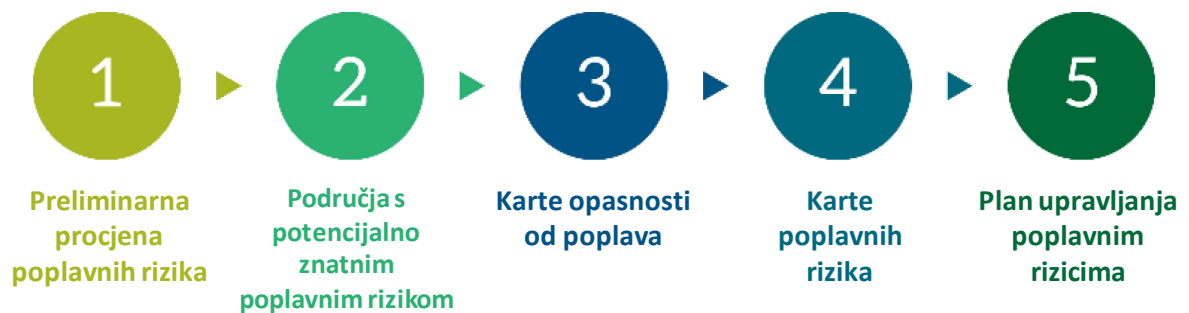 1
Preliminarna
procjena
poplavnih rizika
2
Područja s
potencijalno
znatnim
poplavnim rizikom
3
Karte opasnosti
od poplava
4
Karte
poplavnih
rizika
5
Plan upravljanja
poplavnim
rizicima